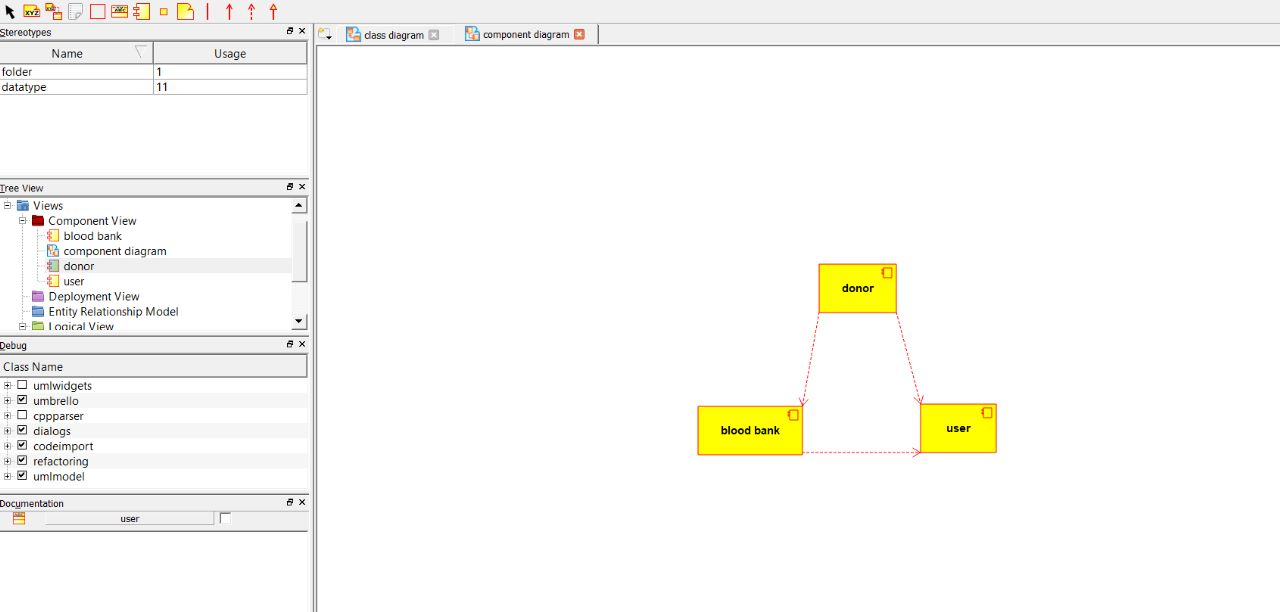 XYZ
ABC
Stereotypes
Name Usage
folder 1
datatype 11
Tree View
Views
Component View
blood bank
component diagram
donor
user
Deployment View
Entity Relationship Model
Logical View
Debug
Class Name
umlwidgets
umbrello
cppparser
dialogs
codeimport
refactoring
umlmodel
Documentation
user
class diagram component diagram
donor
blood bank
user